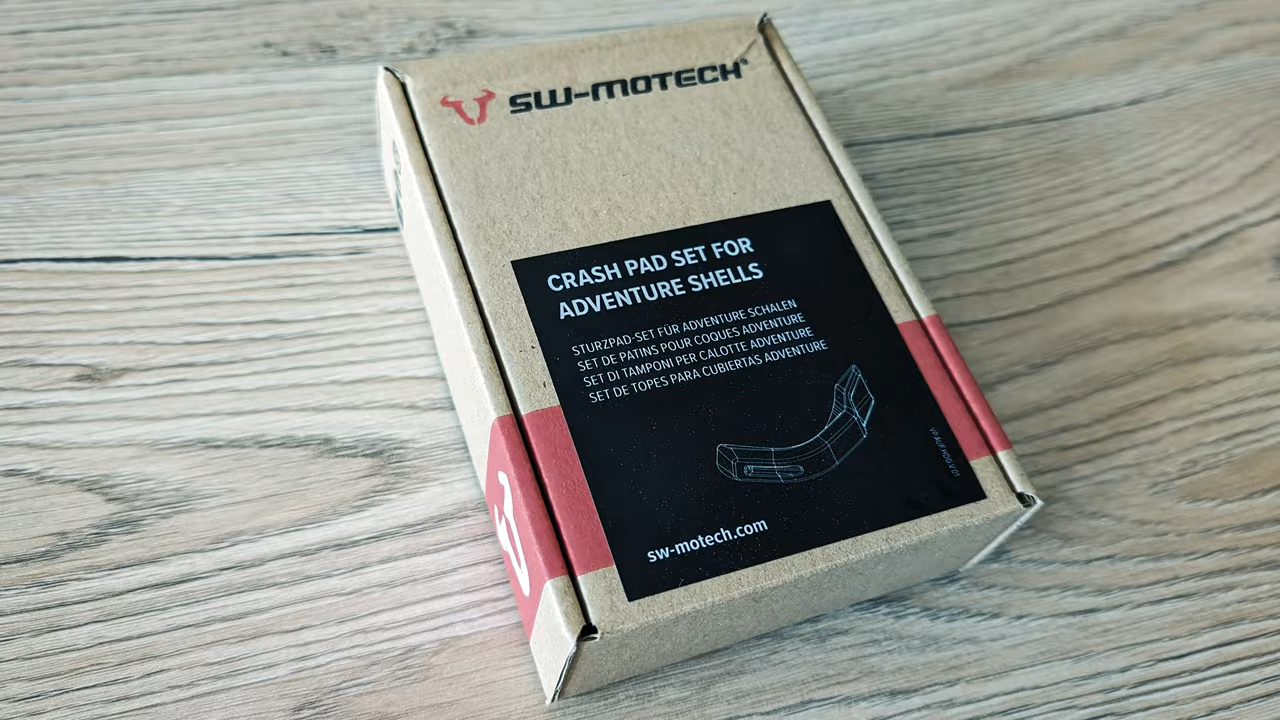 SW-MOTECH®
CRASH PAD SET FOR
ADVENTURE SHELLS
STURZPAD-SET FÜR ADVENTURE SCHALEN
SET DE PATINS POUR COQUES ADVENTURE
SET DI TAMPONI PER CALOTTE ADVENTURE
SET DE TOPES PARA CUBIERTAS ADVENTURE
sw-motech.com